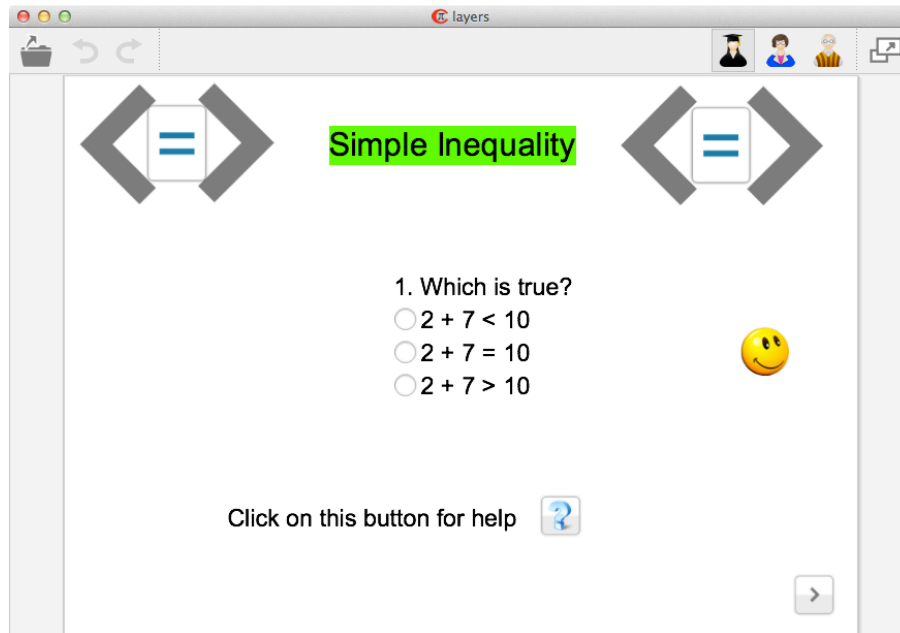 layers
Simple Inequality
1. Which is true?
2 + 7 < 10
2 + 7 = 10
2 + 7 > 10
Click on this button for help